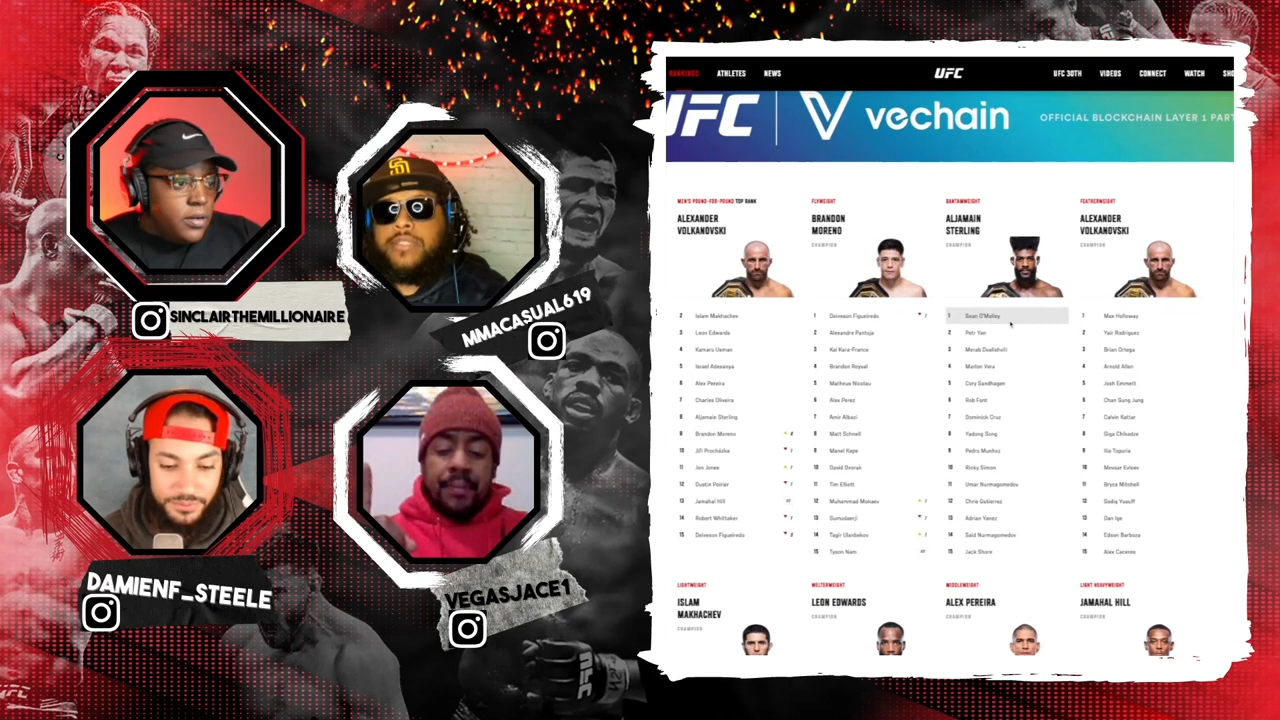 RANKINGS
ATHLETES
NEWS
UFC
UFC 30TH
VIDEOS
CONNECT
WATCH
UFC
vechain
OFFICIAL BLOCKCHAIN LAYER 1 PART
MEN'S POUND-FOR-POUND TOP RANK
ALEXANDER
VOLKANOVSKI
2 Islam Makhachev
3 Leon Edwards
4 Kamaru Usman
5 Israel Adesanya
6 Alex Pereira
7 Charles Oliveira
8 Aljamain Sterling
9 Brandon Moreno
10 Jiří Procházka
11 Jon Jones
12 Dustin Poirier
13 Jamahal Hill
14 Robert Whittaker
15 Deiveson Figueiredo
FLYWEIGHT
BRANDON
MORENO
CHAMPION
1 Deiveson Figueiredo
2 Alexandre Pantoja
3 Kai Kara-France
4 Brandon Royval
5 Matheus Nicolau
6 Alex Perez
7 Amir Albazi
8 Matt Schnell
9 Manel Kape
10 David Dvorak
11 Tim Elliott
12 Muhammad Mokaev
13 Sumudaerji
14 Tagir Ulanbekov
15 Tyson Nam
BANTAMWEIGHT
ALJAMAIN
STERLING
CHAMPION
1 Sean O'Malley
2 Petr Yan
3 Merab Dvalishvili
4 Marlon Vera
5 Cory Sandhagen
6 Rob Font
7 Dominick Cruz
8 Yadong Song
9 Pedro Munhoz
10 Ricky Simon
11 Umar Nurmagomedov
12 Chris Gutierrez
13 Adrian Yanez
14 Said Nurmagomedov
15 Jack Shore
FEATHERWEIGHT
ALEXANDER
VOLKANOVSKI
CHAMPION
1 Max Holloway
2 Yair Rodriguez
3 Brian Ortega
4 Arnold Allen
5 Josh Emmett
6 Chan Sung Jung
7 Calvin Kattar
8 Giga Chikadze
9 Ilia Topuria
10 Movsar Evloev
11 Bryce Mitchell
12 Sodiq Yusuff
13 Dan Ige
14 Edson Barboza
15 Alex Caceres
LIGHTWEIGHT
ISLAM
MAKHACHEV
CHAMPION
WELTERWEIGHT
LEON EDWARDS
CHAMPION
MIDDLEWEIGHT
ALEX PEREIRA
CHAMPION
LIGHT HEAVYWEIGHT
JAMAHAL HILL
CHAMPION
SINCLAIRTHEMILLIONAIRE
MMACASUAL619
DAMIENF_STEELE
VEGASJACE1
UFC
UFC